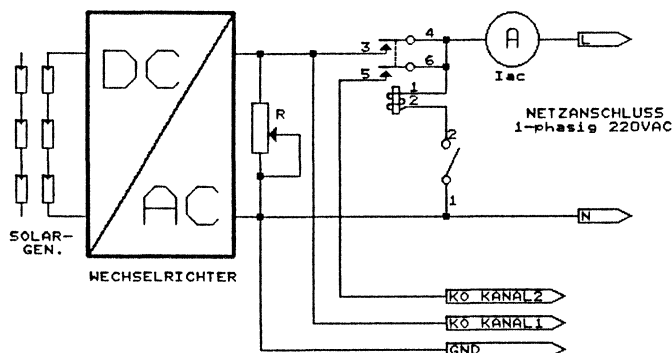 DC
AC
SOLAR-
GEN.
WECHSELRICHTER
R
3
4
5
6
1
2
A
Iac
L
NETZANSCHLUSS
1-phasig 220VAC
2
1
N
KO KANAL2
KO KANAL1
GND